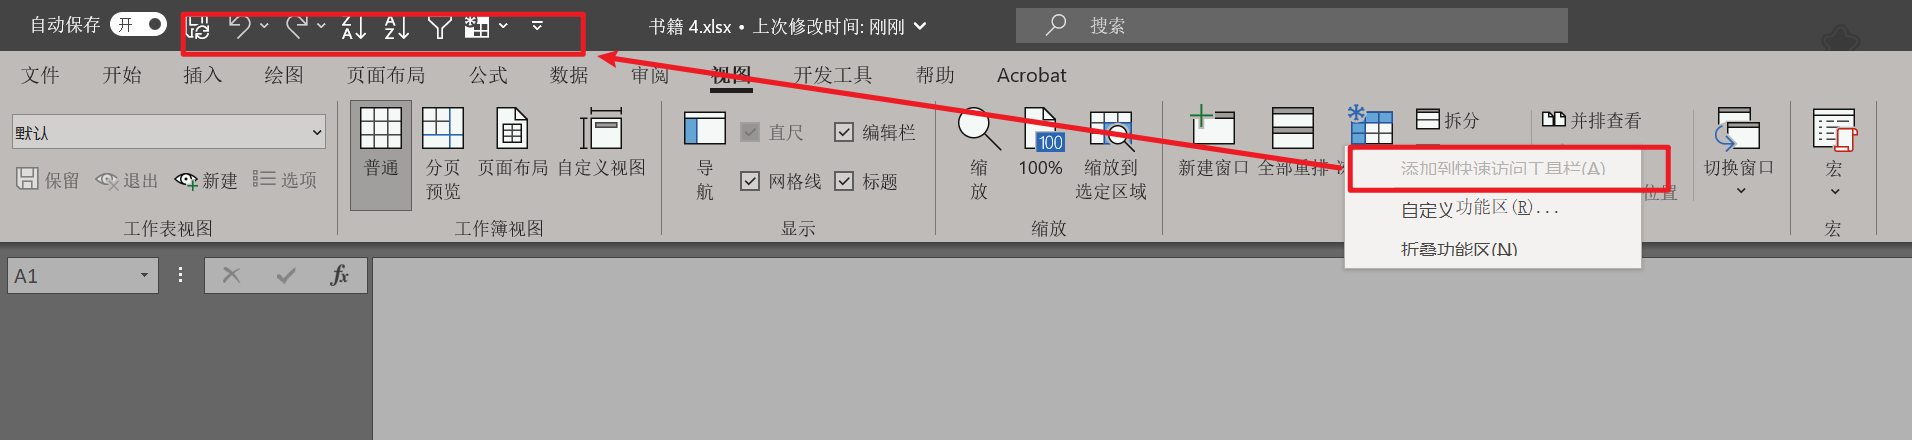 自动保存 开 书籍 4.xlsx • 上次修改时间: 刚刚 搜索
文件 开始 插入 绘图 页面布局 公式 数据 审阅 视图 开发工具 帮助 Acrobat
默认
保留 退出 新建 选项
工作表视图
普通
分页
预览
页面布局
自定义视图
工作簿视图
导
航
直尺
编辑栏
网格线
标题
显示
缩
放
100
100%
缩放到
选定区域
缩放
新建窗口
全部重排
拆分
并排查看
位置
切换窗口
宏
宏
添加到快速访问工具栏(A)
自定义功能区(R)...
折叠功能区(N)
A1
fx